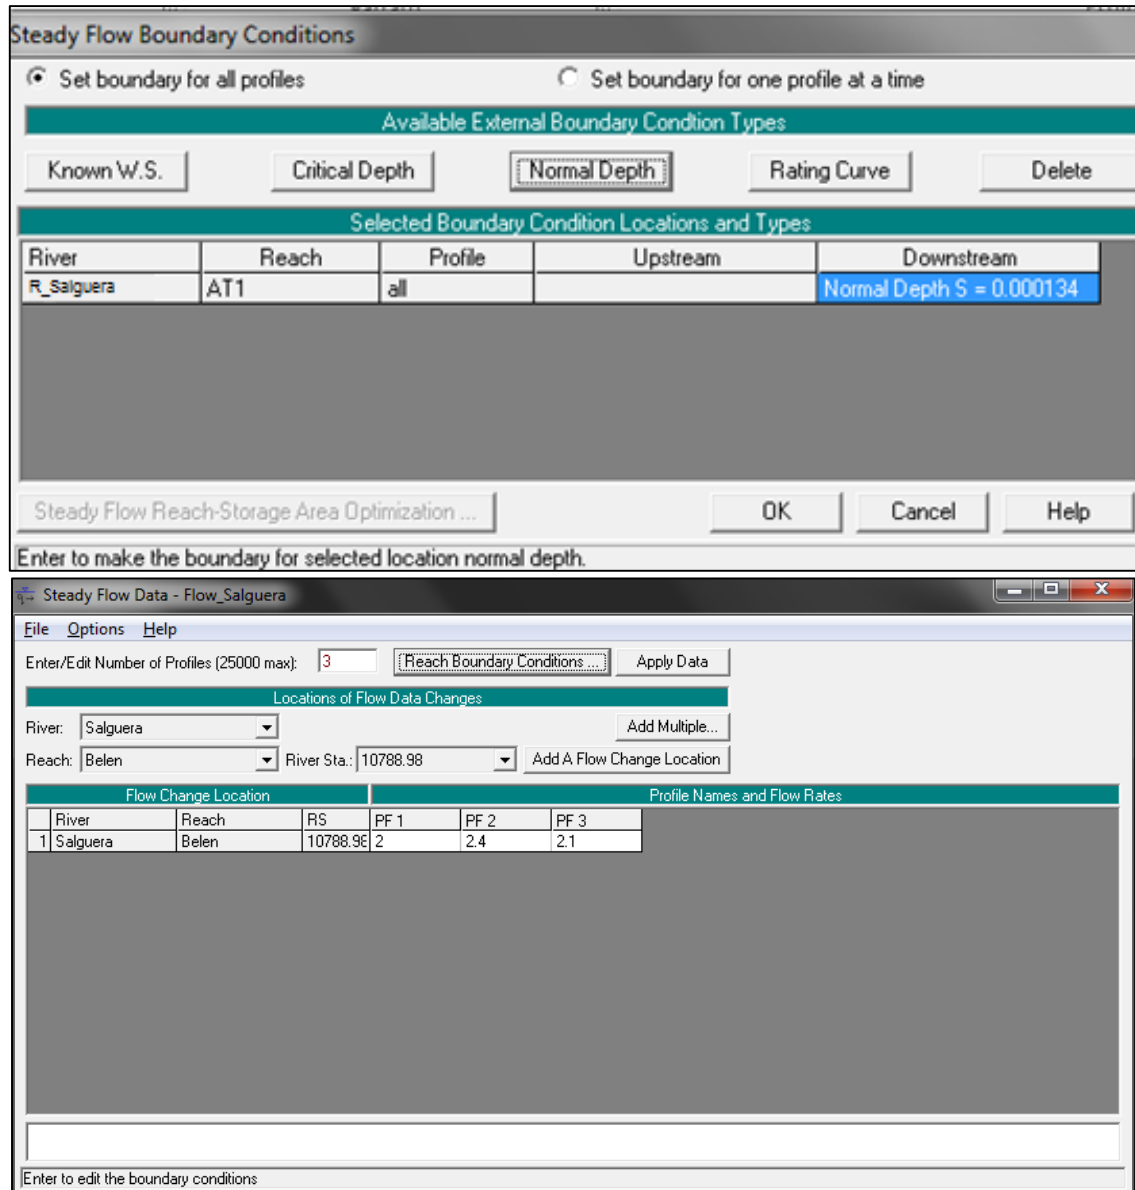 Steady Flow Boundary Conditions
Set boundary for all profiles Set boundary for one profile at a time
Available External Boundary Condtion Types
Known W.S. Critical Depth Normal Depth Rating Curve Delete
Selected Boundary Condition Locations and Types
River Reach Profile Upstream Downstream
R_Salguera AT1 all Normal Depth S = 0.000134
Steady Flow Reach-Storage Area Optimization ... OK Cancel Help
Enter to make the boundary for selected location normal depth.
Steady Flow Data - Flow_Salguera
File Options Help
Enter/Edit Number of Profiles (25000 max): 3 Reach Boundary Conditions ... Apply Data
Locations of Flow Data Changes
River: Salguera Add Multiple...
Reach: Belen River Sta.: 10788.98 Add A Flow Change Location
Flow Change Location Profile Names and Flow Rates
River Reach RS PF 1 PF 2 PF 3
1 Salguera Belen 10788.98 2 2.4 2.1
Enter to edit the boundary conditions